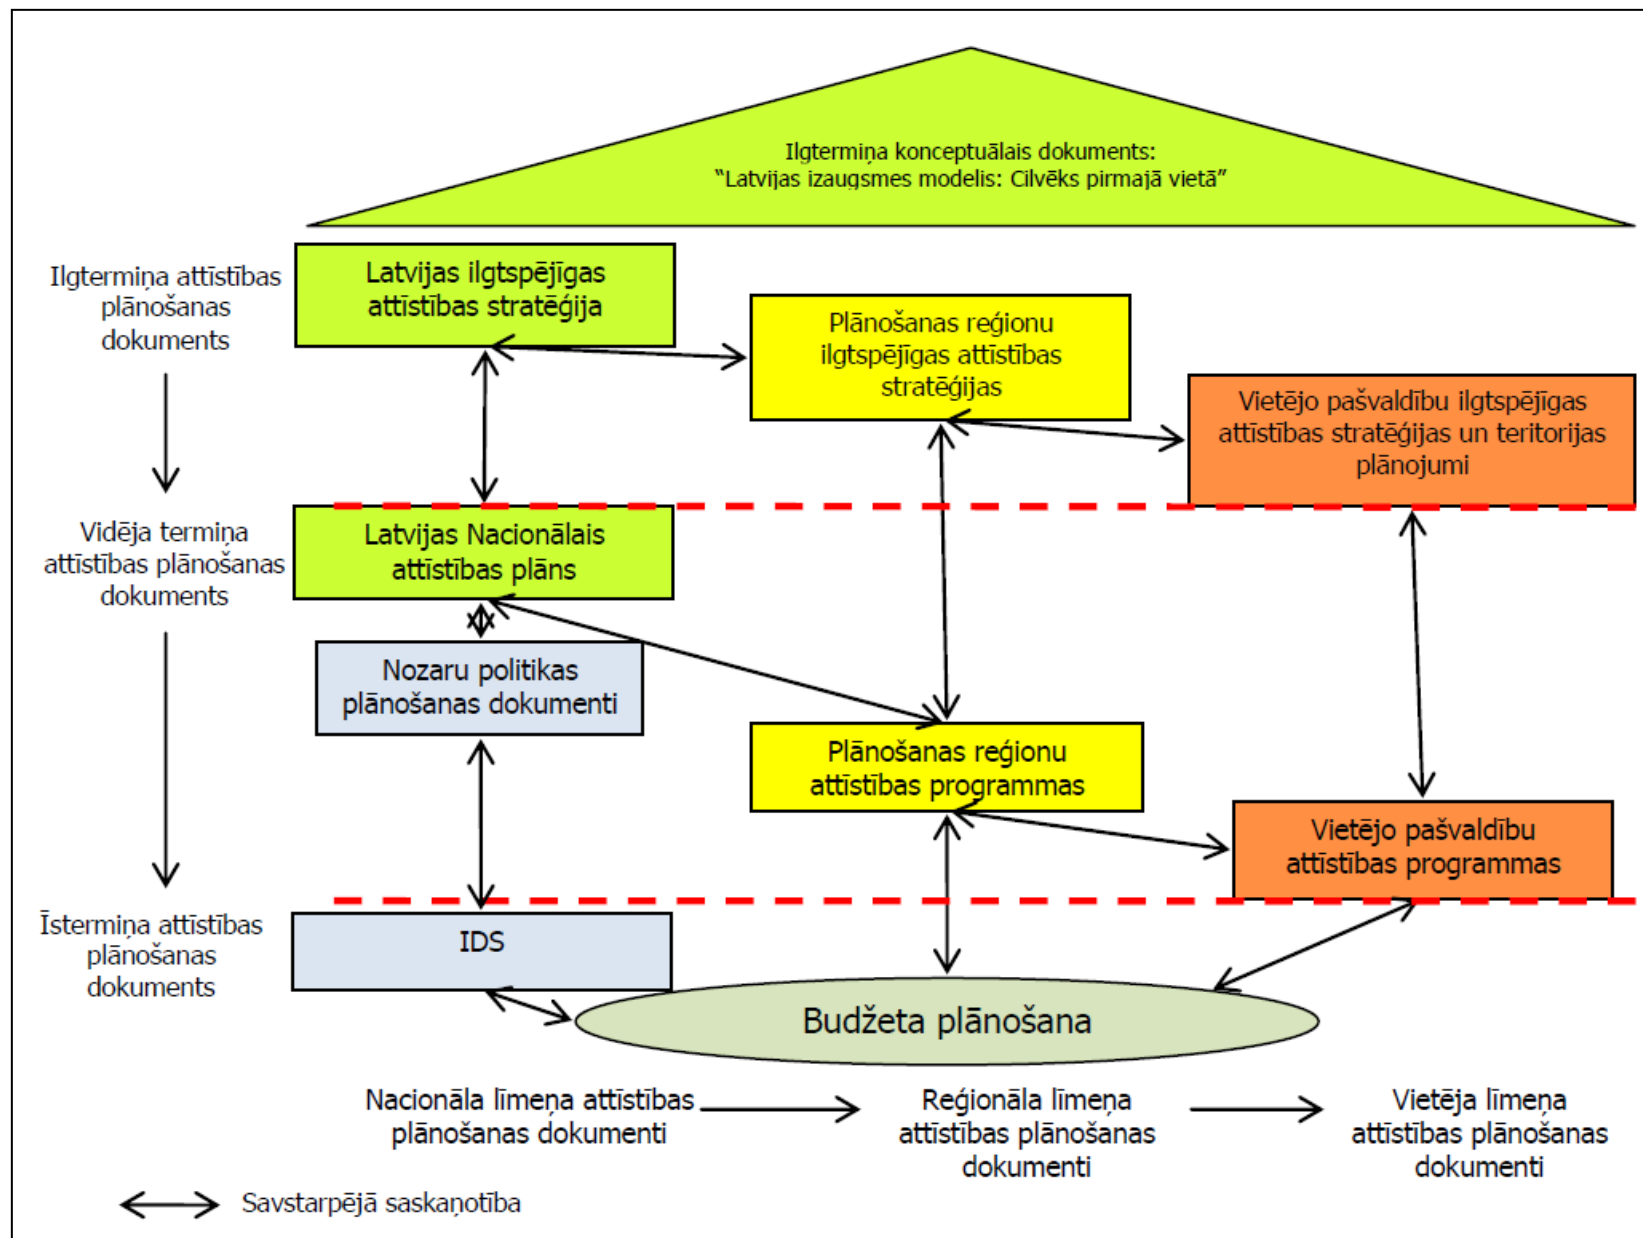 Ilgtermiņa konceptuālais dokuments:
“Latvijas izaugsmes modelis: Cilvēks pirmajā vietā”
Ilgtermiņa attīstības
plānošanas
dokuments
Latvijas ilgtspējīgas
attīstības stratēģija
Plānošanas reģionu
ilgtspējīgas attīstības
stratēģijas
Vietējo pašvaldību ilgtspējīgas
attīstības stratēģijas un teritorijas
plānojumi
Vidēja termiņa
attīstības plānošanas
dokuments
Latvijas Nacionālais
attīstības plāns
Nozaru politikas
plānošanas dokumenti
Plānošanas reģionu
attīstības programmas
Vietējo pašvaldību
attīstības programmas
Īstermiņa attīstības
plānošanas
dokuments
IDS
Budžeta plānošana
Nacionāla līmeņa attīstības
plānošanas dokumenti
Reģionāla līmeņa
attīstības plānošanas
dokumenti
Vietēja līmeņa
attīstības plānošanas
dokumenti
Savstarpējā saskaņotība